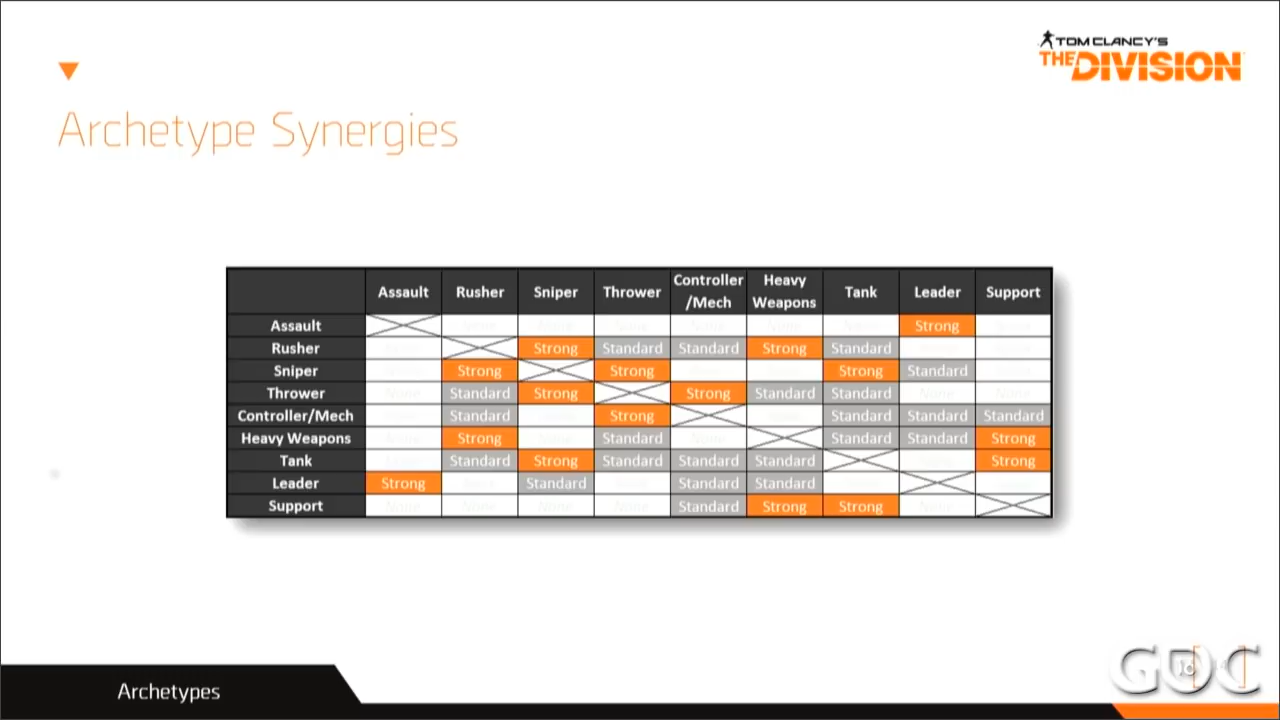 TOM CLANCY'S
THE DIVISION
Archetype Synergies
Assault Rusher Sniper Thrower Controller /Mech Heavy Weapons Tank Leader Support
Assault Strong
Rusher Strong Standard Standard Strong Standard
Sniper Strong Strong Strong Standard
Thrower Standard Strong Strong Standard Standard
Controller/Mech Standard Strong Standard Standard Standard
Heavy Weapons Strong Standard Standard Standard Strong
Tank Standard Strong Standard Standard Standard Strong
Leader Strong Standard Standard Standard
Support Standard Strong Strong
Archetypes
GDC